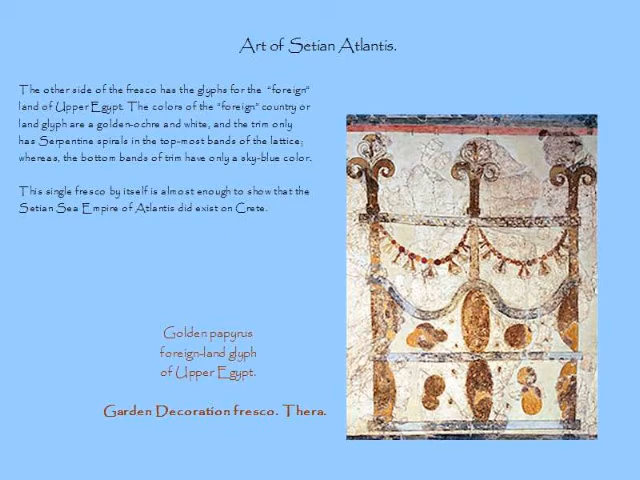 Art of Setian Atlantis.
The other side of the fresco has the glyphs for the "foreign"
land of Upper Egypt. The colors of the "foreign" country or
land glyph are a golden-ochre and white, and the trim only
has Serpentine spirals in the top-most bands of the lattice;
whereas, the bottom bands of trim have only a sky-blue color.
This single fresco by itself is almost enough to show that the
Setian Sea Empire of Atlantis did exist on Crete.
Golden papyrus
foreign-land glyph
of Upper Egypt.
Garden Decoration fresco. Thera.